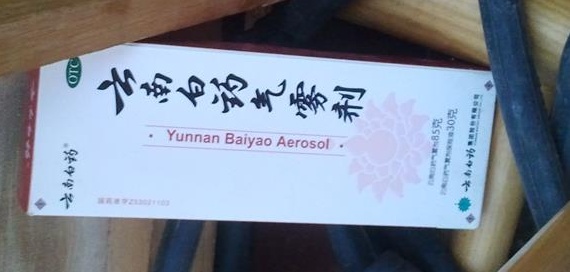 OTC
云南白药气雾剂
Yunnan Baiyao Aerosol
云南白药气雾剂85克
云南白药气雾剂保险液30克
云南白药®
国药准字Z53021103
云南白药集团股份有限公司